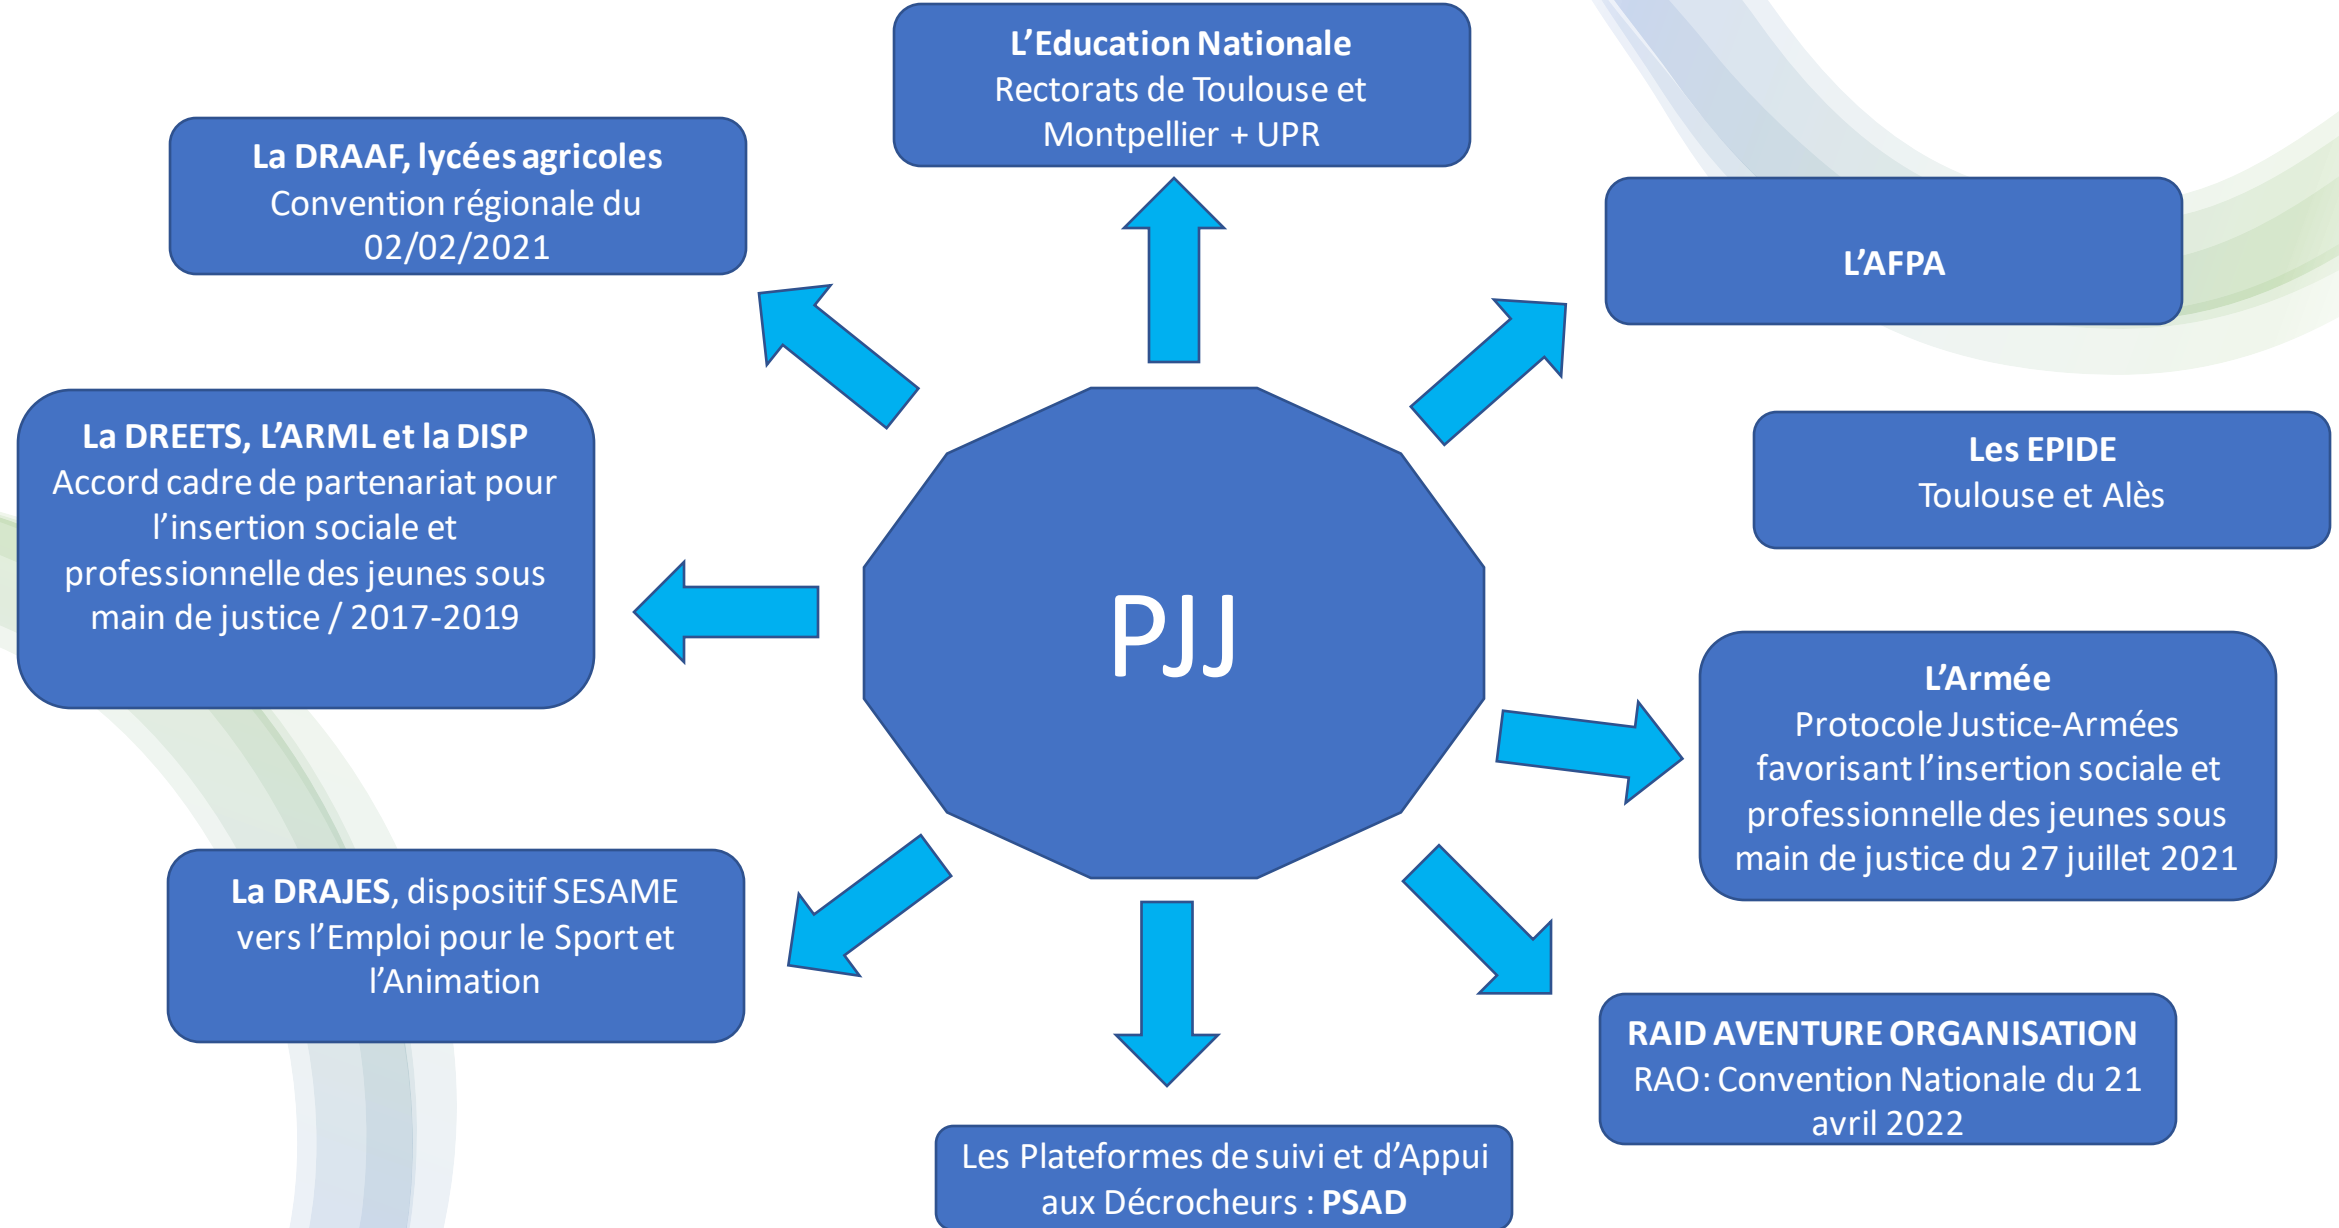 L’Education Nationale
Rectorats de Toulouse et
Montpellier + UPR
La DRAAF, lycées agricoles
Convention régionale du
02/02/2021
L’AFPA
La DREETS, L’ARML et la DISP
Accord cadre de partenariat pour
l’insertion sociale et
professionnelle des jeunes sous
main de justice / 2017-2019
Les EPIDE
Toulouse et Alès
PJJ
L’Armée
Protocole Justice-Armées
favorisant l’insertion sociale et
professionnelle des jeunes sous
main de justice du 27 juillet 2021
La DRAJES, dispositif SESAME
vers l’Emploi pour le Sport et
l’Animation
RAID AVENTURE ORGANISATION
RAO: Convention Nationale du 21
avril 2022
Les Plateformes de suivi et d’Appui
aux Décrocheurs : PSAD